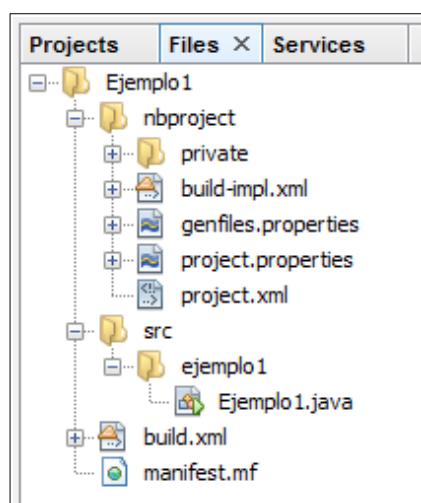 Projects Files × Services
Ejemplo1
nbproject
private
build-impl.xml
genfiles.properties
project.properties
project.xml
src
ejemplo1
Ejemplo1.java
build.xml
manifest.mf